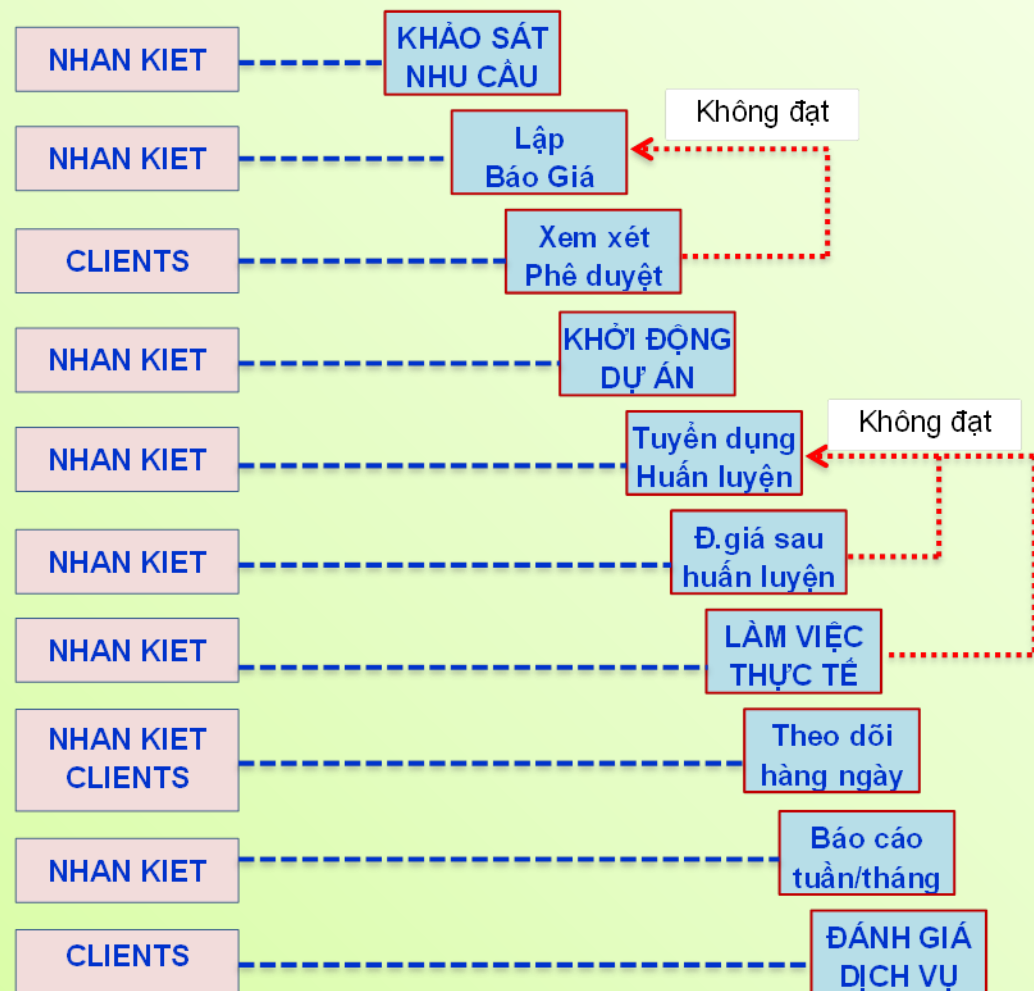 NHAN KIET
KHẢO SÁT
NHU CẦU
NHAN KIET
Lập
Báo Giá
Không đạt
CLIENTS
Xem xét
Phê duyệt
NHAN KIET
KHỞI ĐỘNG
DỰ ÁN
NHAN KIET
Tuyển dụng
Huấn luyện
Không đạt
NHAN KIET
Đ.giá sau
huấn luyện
NHAN KIET
LÀM VIỆC
THỰC TẾ
NHAN KIET
CLIENTS
Theo dõi
hàng ngày
NHAN KIET
Báo cáo
tuần/tháng
CLIENTS
ĐÁNH GIÁ
DỊCH VỤ